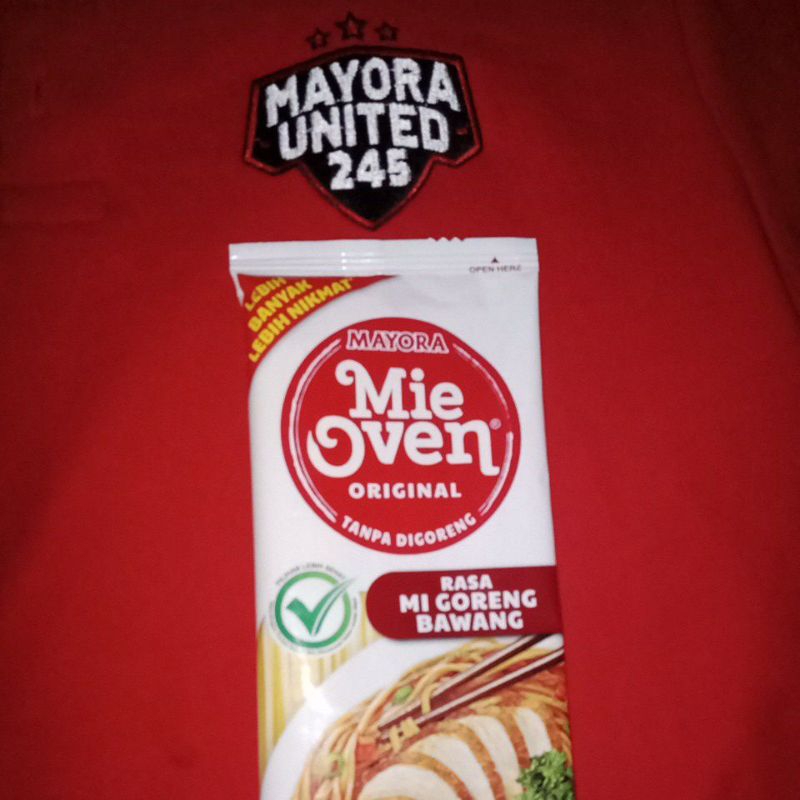 MAYORA
UNITED
245
OPEN HERE
LEBIH
BANYAK
LEBIH NIKMAT
MAYORA
Mie
Oven®
ORIGINAL
TANPA DIGORENG
RASA
MI GORENG
BAWANG